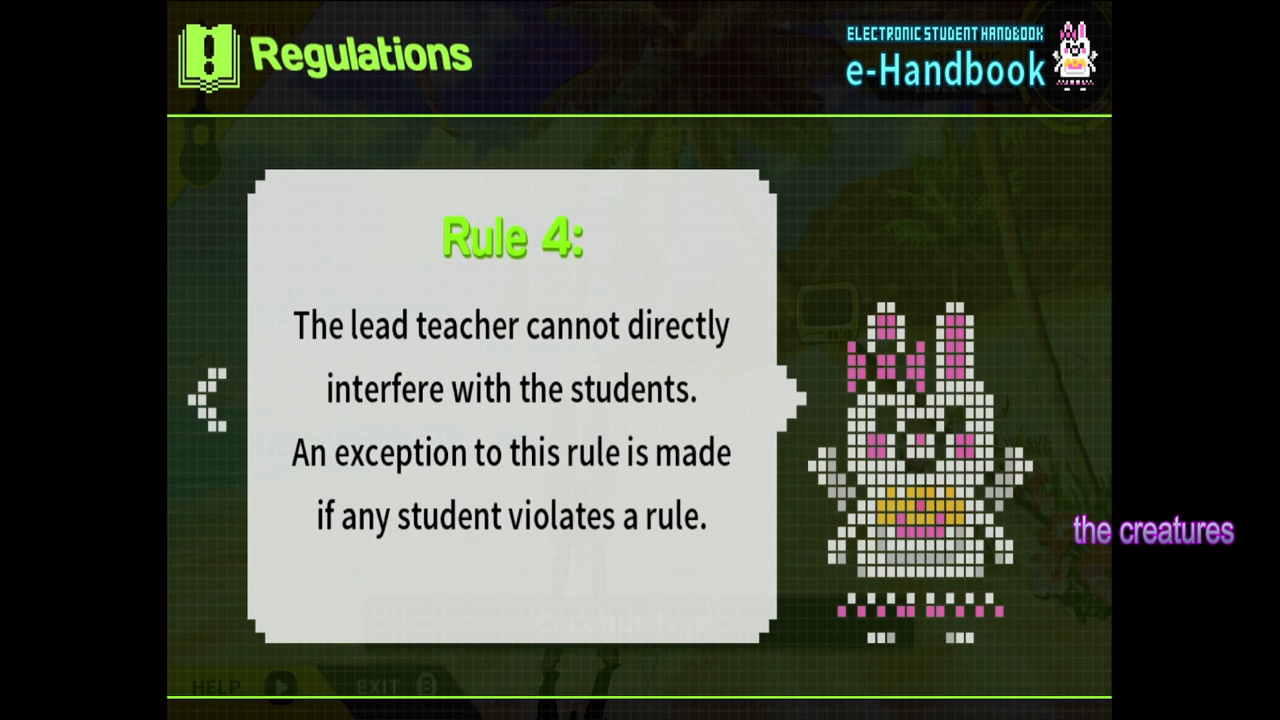 Regulations
ELECTRONIC STUDENT HANDBOOK
e-Handbook
Rule 4:
The lead teacher cannot directly
interfere with the students.
An exception to this rule is made
if any student violates a rule.
the creatures
HELP
EXIT B